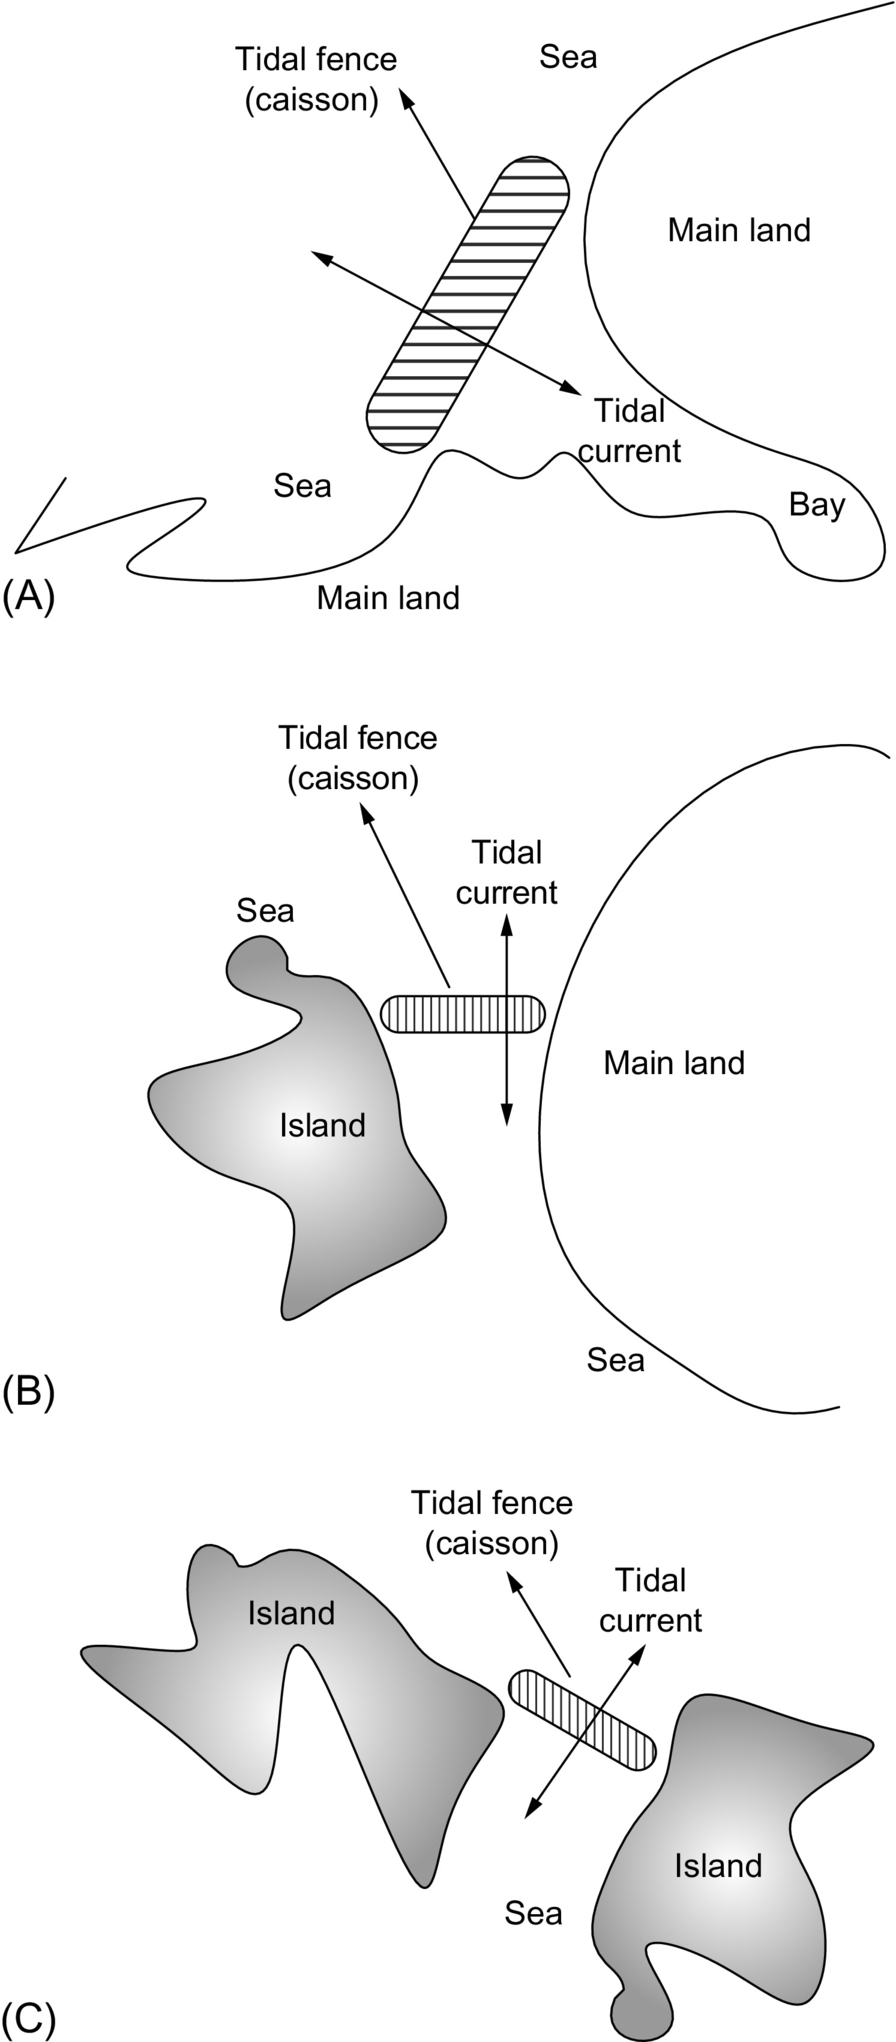 Tidal fence
(caisson)
Sea
Main land
Tidal
current
Sea
Bay
(A)
Main land
Tidal fence
(caisson)
Tidal
current
Sea
Main land
Island
Sea
(B)
Tidal fence
(caisson)
Tidal
current
Island
Island
Sea
(C)